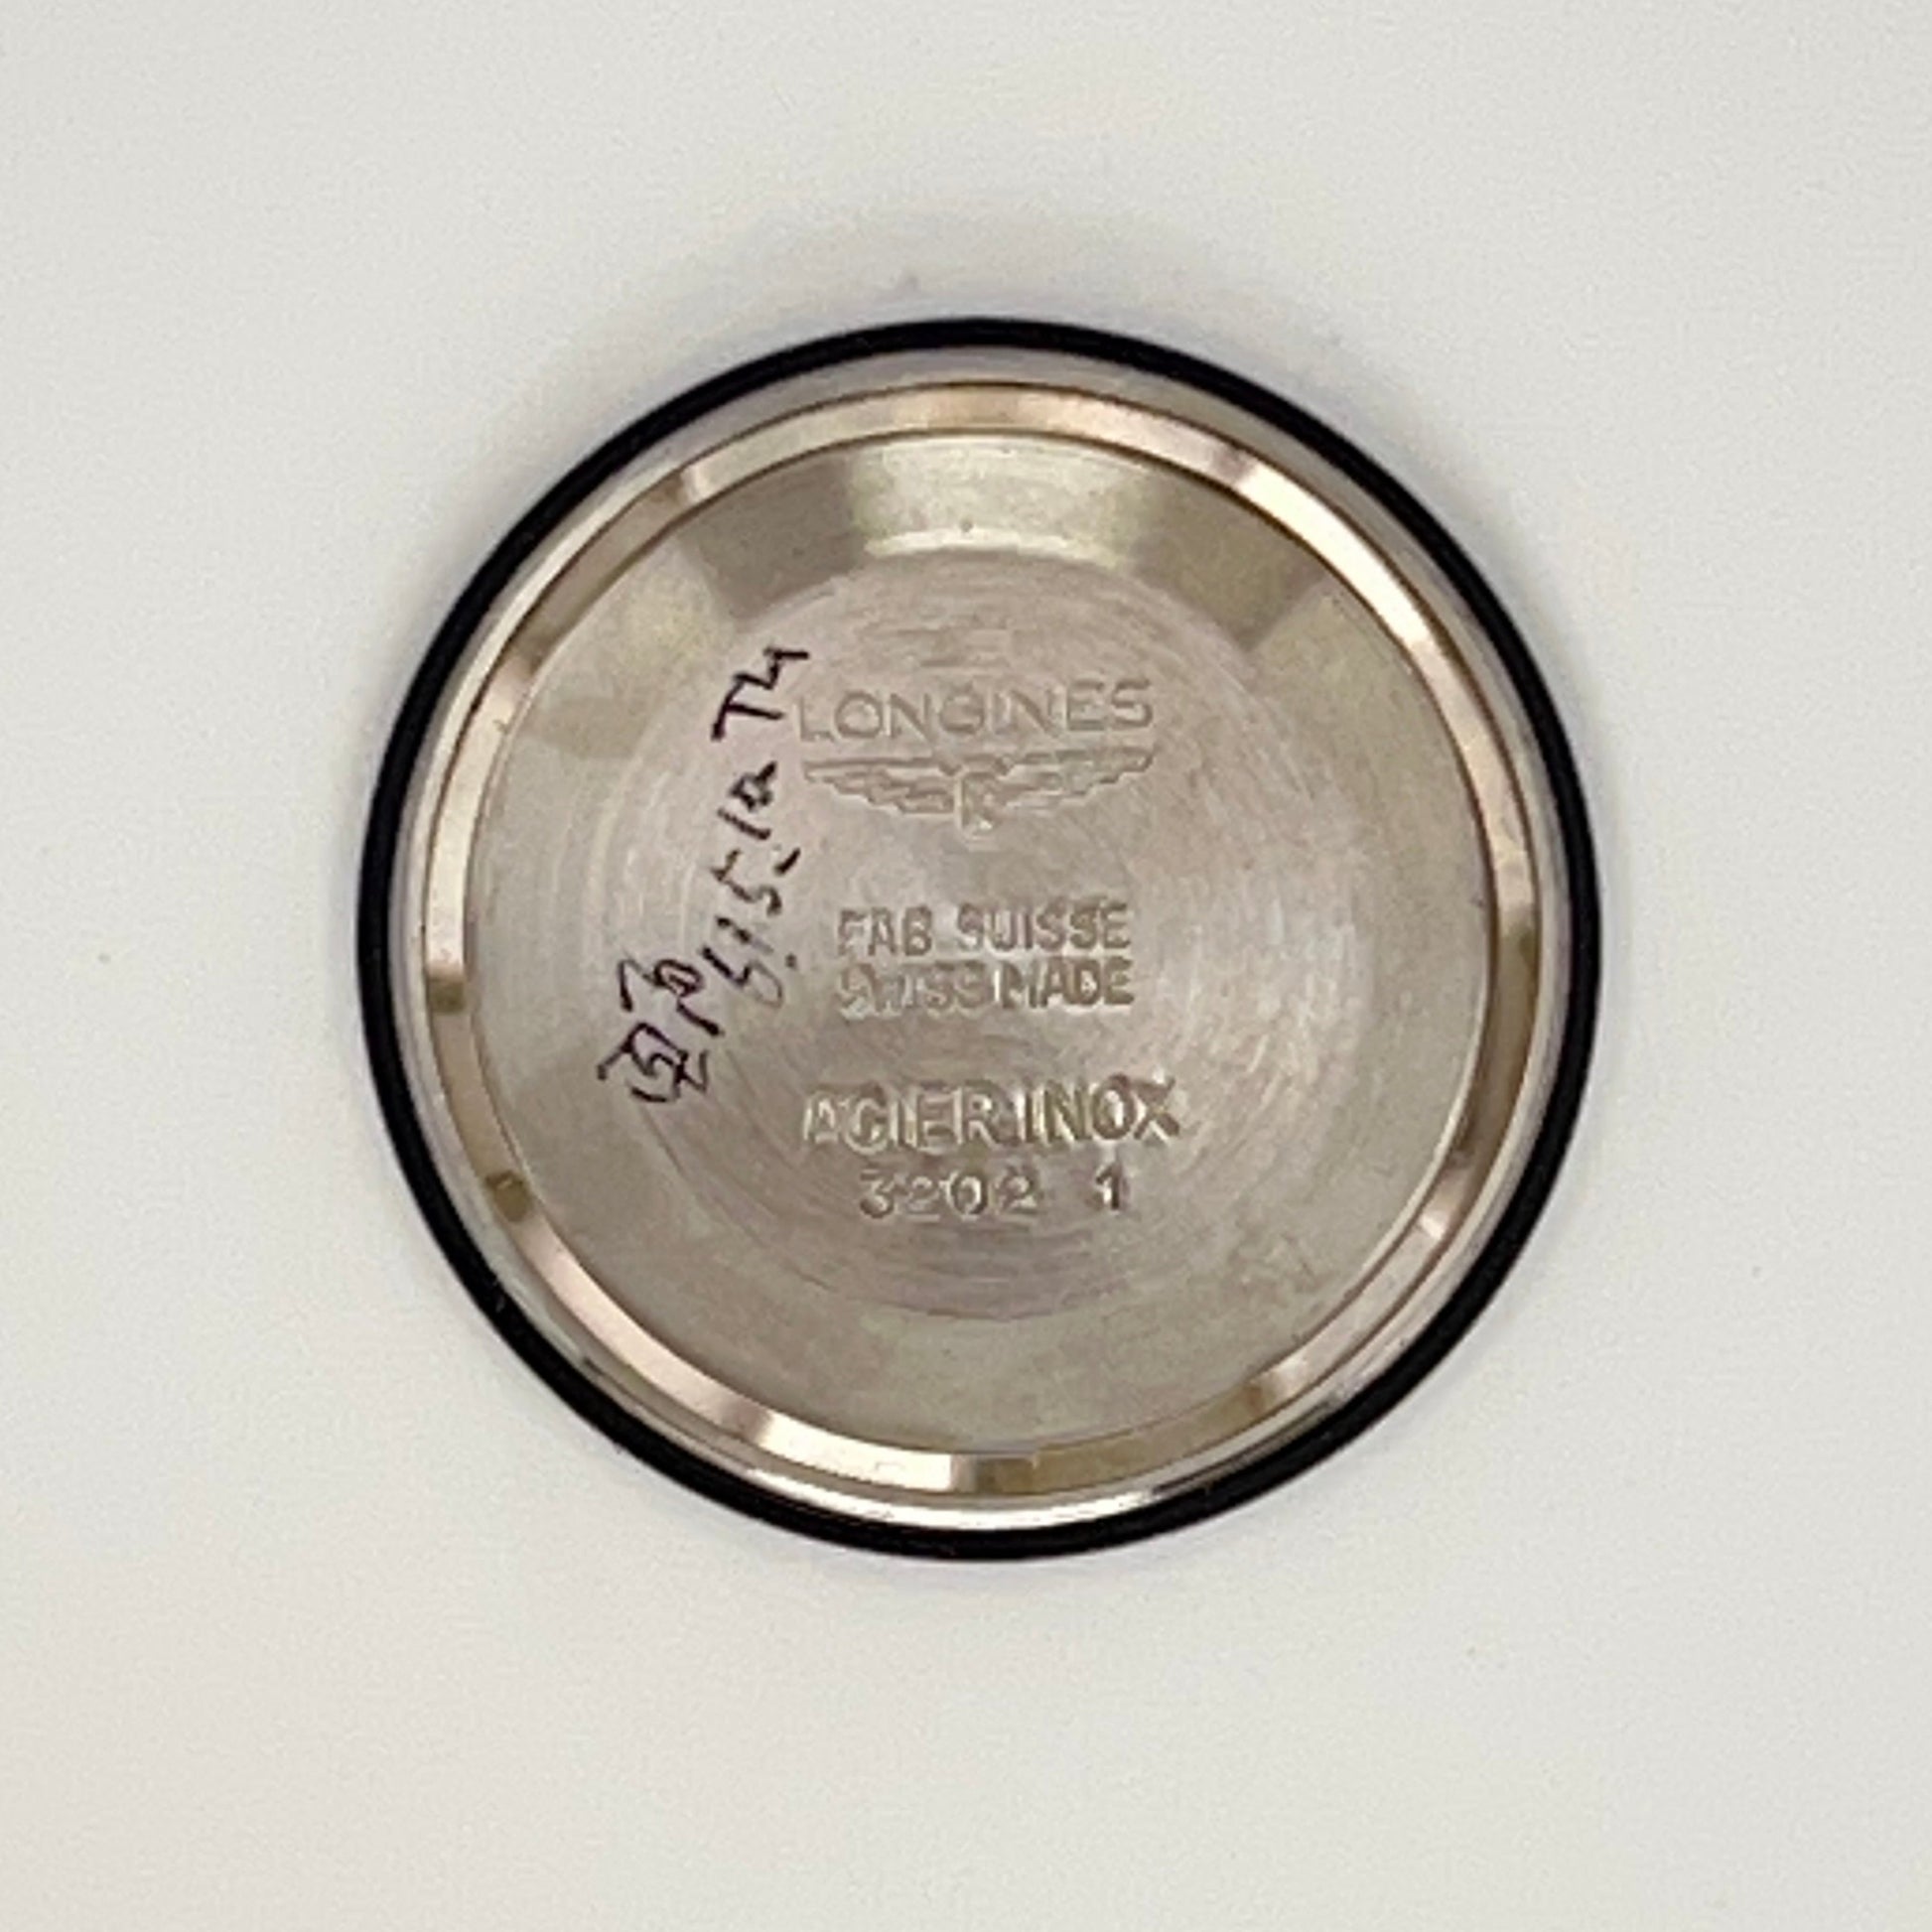 LONGINES
FAB SUISSE
SWISS MADE
ACIER INOX
3202 1